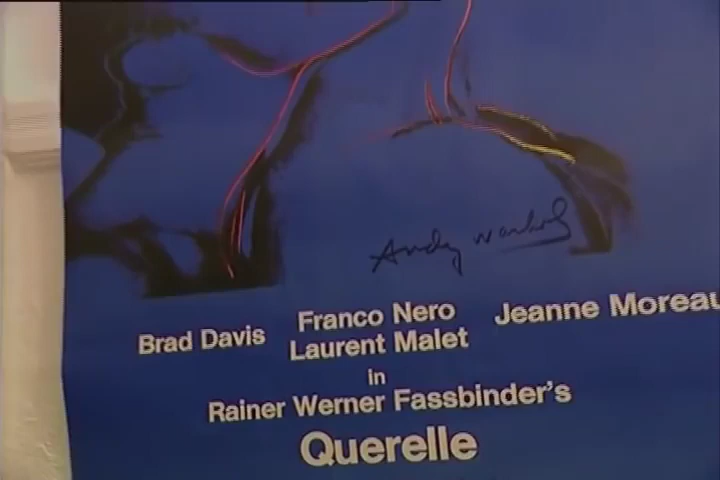 Andy Warhol
Brad Davis
Franco Nero
Laurent Malet
Jeanne Moreau
in
Rainer Werner Fassbinder's
Querelle